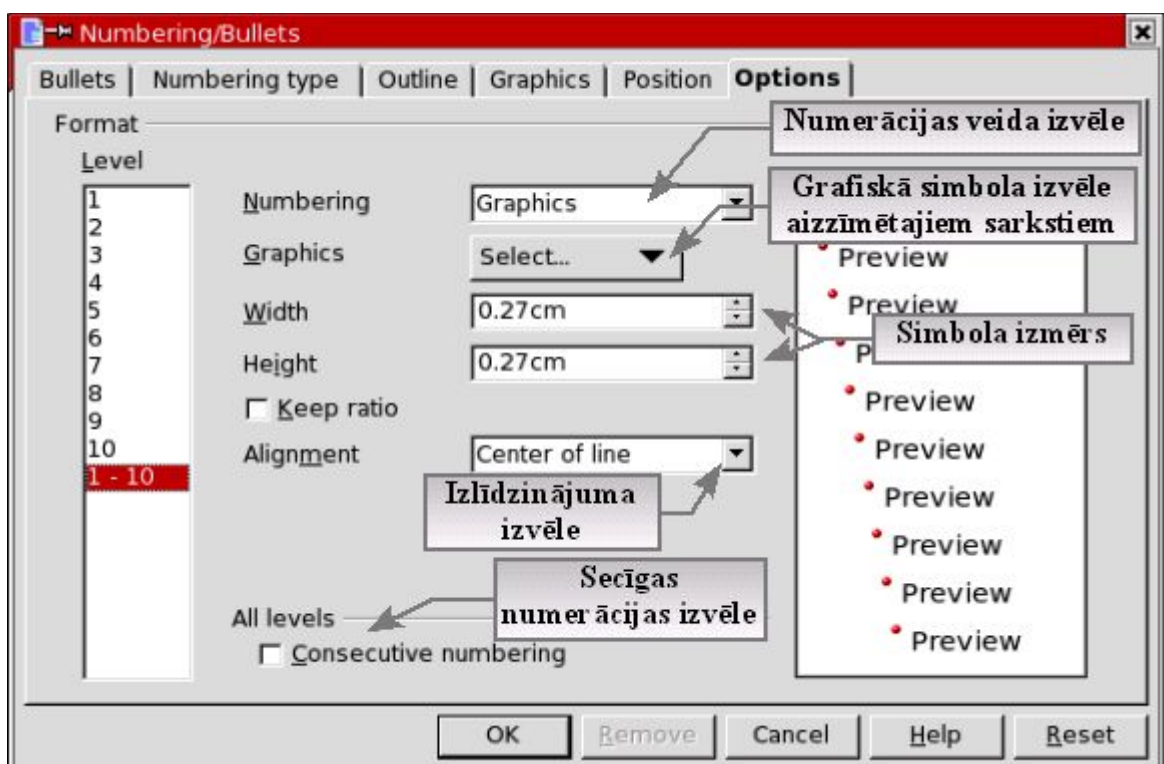 Numbering/Bullets
Bullets Numbering type Outline Graphics Position Options
Format
Numerācijas veida izvēle
Level
1
2
3
4
5
6
7
8
9
10
1 - 10
Numbering Graphics
Grafiskā simbola izvēle
aizzīmētajiem sarkstiem
Graphics Select...
Width 0.27cm
Simbola izmērs
Height 0.27cm
Keep ratio
Alignment Center of line
Izlīdzinājuma
izvēle
Secīgas
numerācijas izvēle
All levels
Consecutive numbering
Preview
Preview
Preview
Preview
Preview
Preview
Preview
Preview
OK Remove Cancel Help Reset